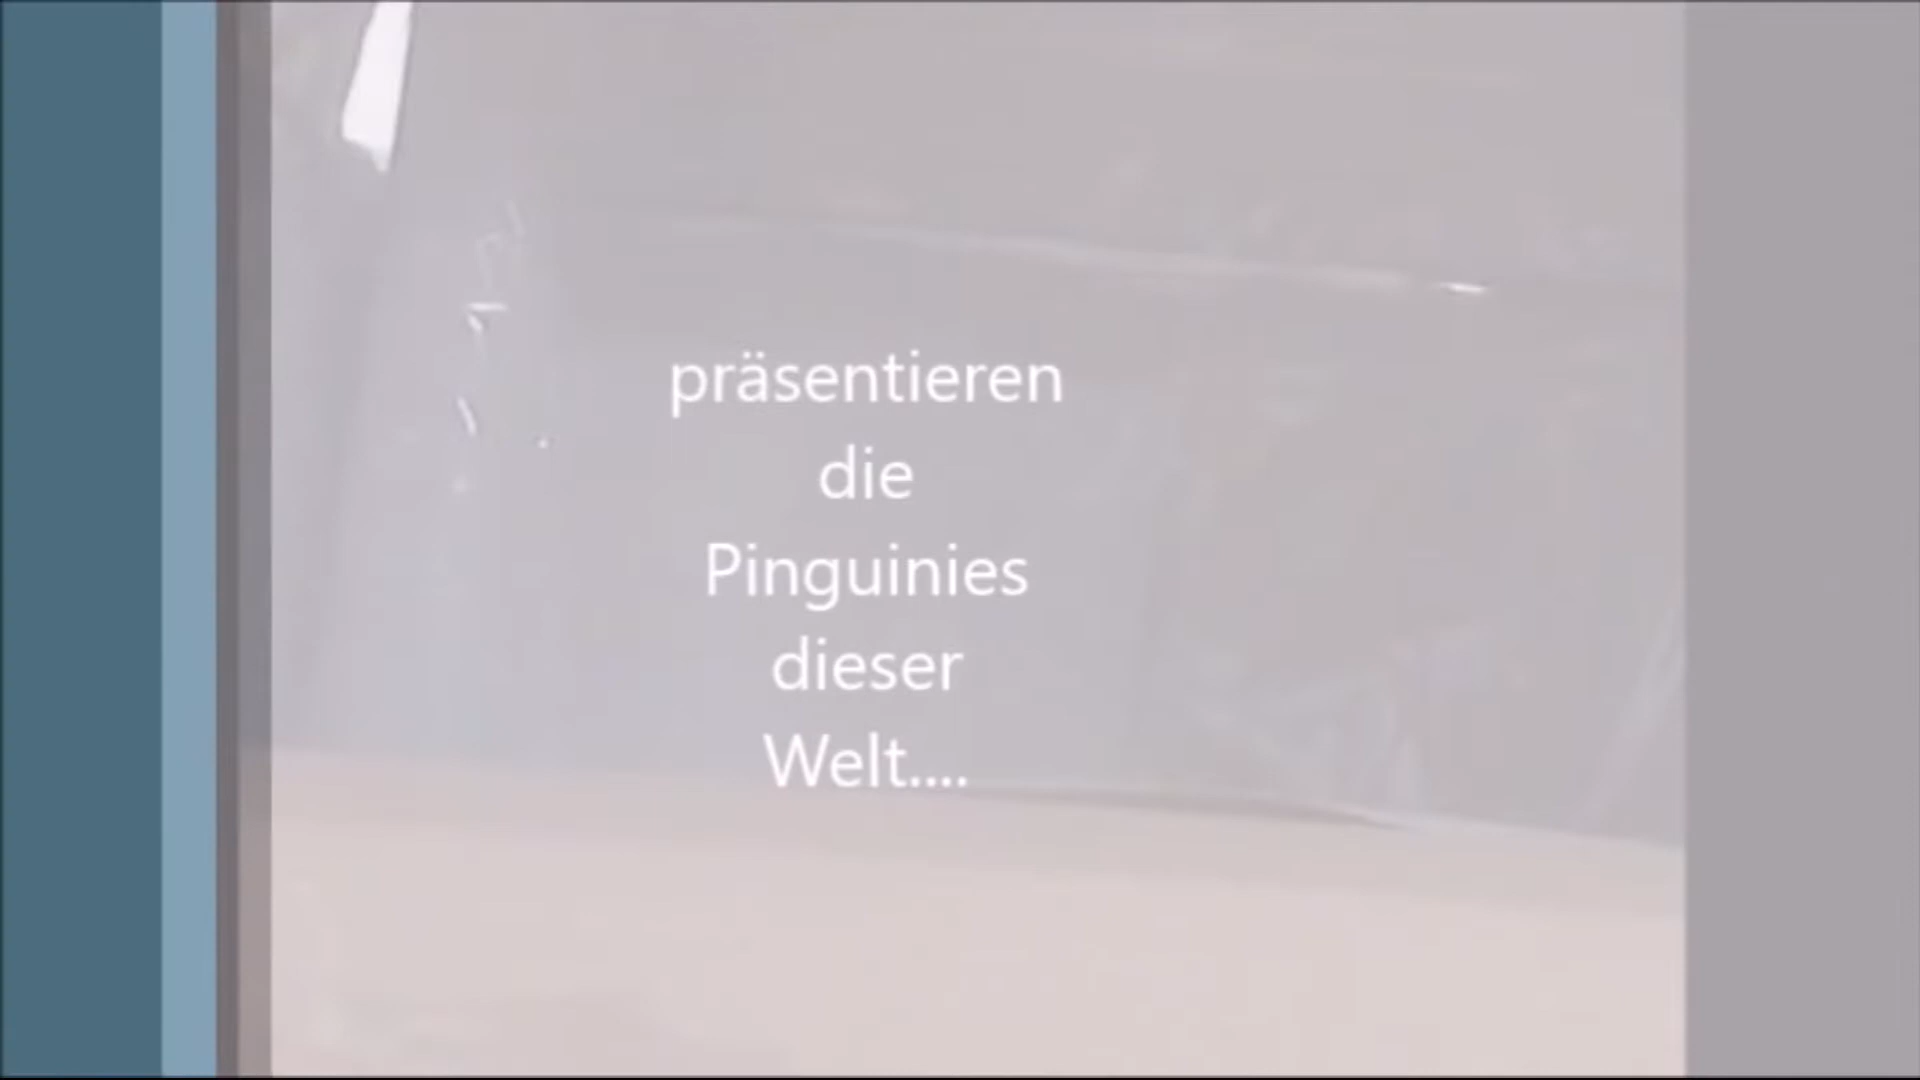 präsentieren
die
Pinguinies
dieser
Welt....